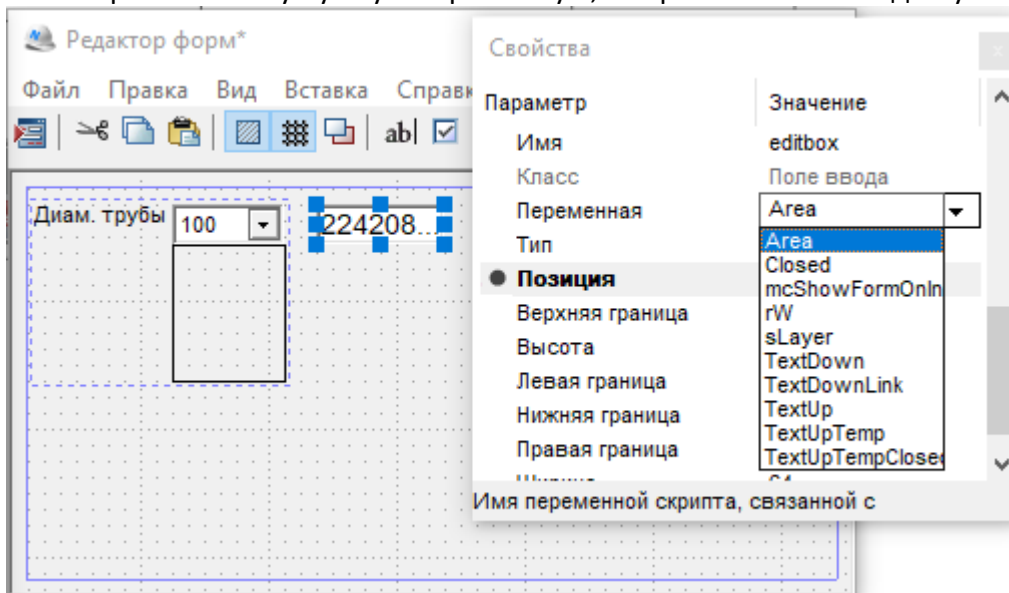 Редактор форм*
Файл Правка Вид Вставка
ab|
Диам. трубы 100
224208...
Свойства
Параметр Значение
Имя editbox
Класс Поле ввода
Переменная Area
Тип
Area
Closed
mcShowFormOnIn
rW
sLayer
TextDown
TextDownLink
TextUp
TextUpTemp
TextUpTempClosed
Позиция
Верхняя граница
Высота
Левая граница
Нижняя граница
Правая граница
Имя переменной скрипта, связанной с